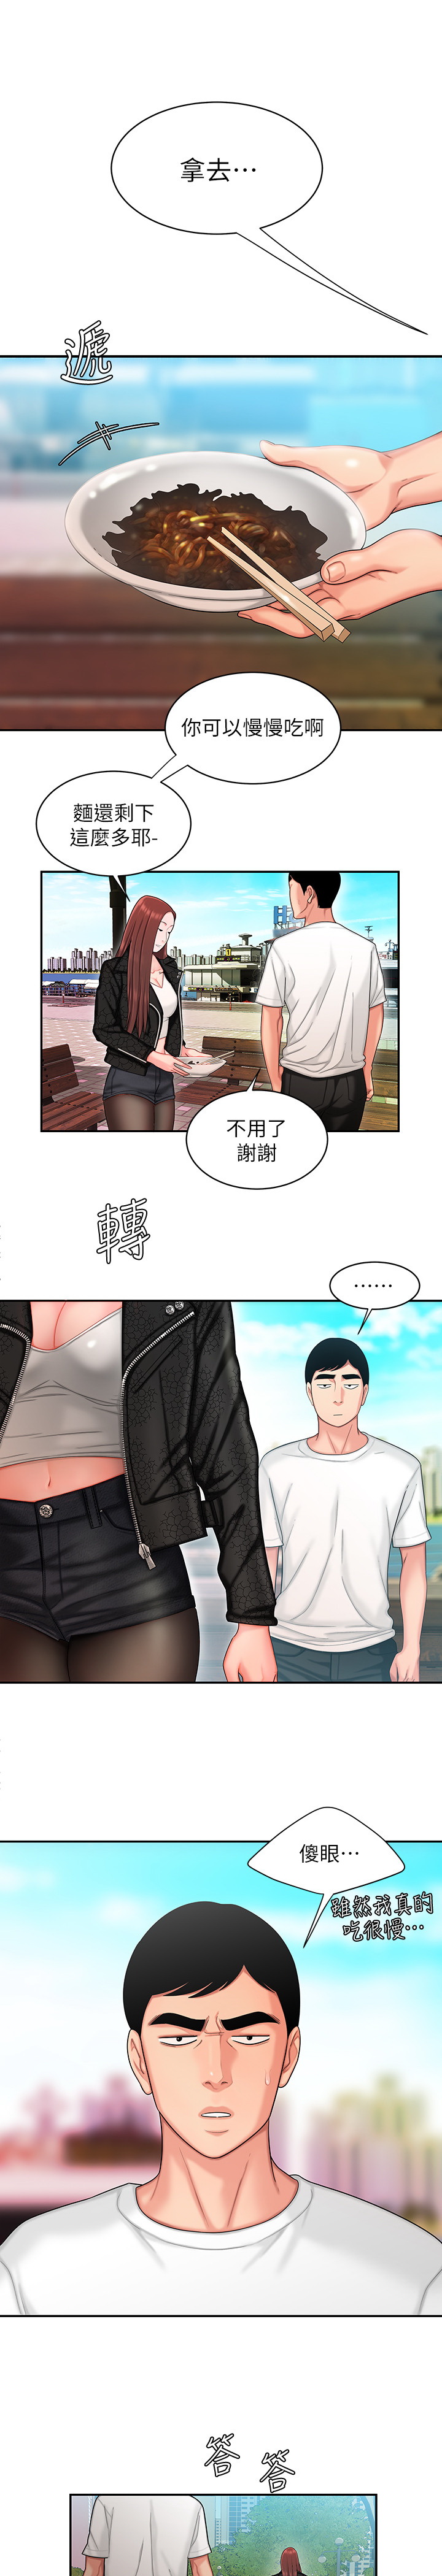 拿去…
遞
你可以慢慢吃啊
麵還剩下
這麼多耶-
不用了
謝謝
轉
……
傻眼…
雖然我真的
吃很慢…
答
答